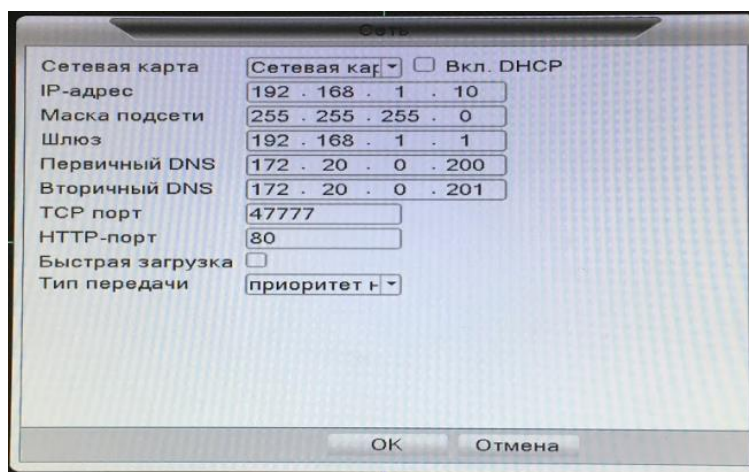 Сеть
Сетевая карта Сетевая кар Вкл. DHCP
IP-адрес 192 . 168 . 1 . 10
Маска подсети 255 . 255 . 255 . 0
Шлюз 192 . 168 . 1 . 1
Первичный DNS 172 . 20 . 0 . 200
Вторичный DNS 172 . 20 . 0 . 201
TCP порт 47777
HTTP-порт 80
Быстрая загрузка
Тип передачи приоритет н
OK Отмена